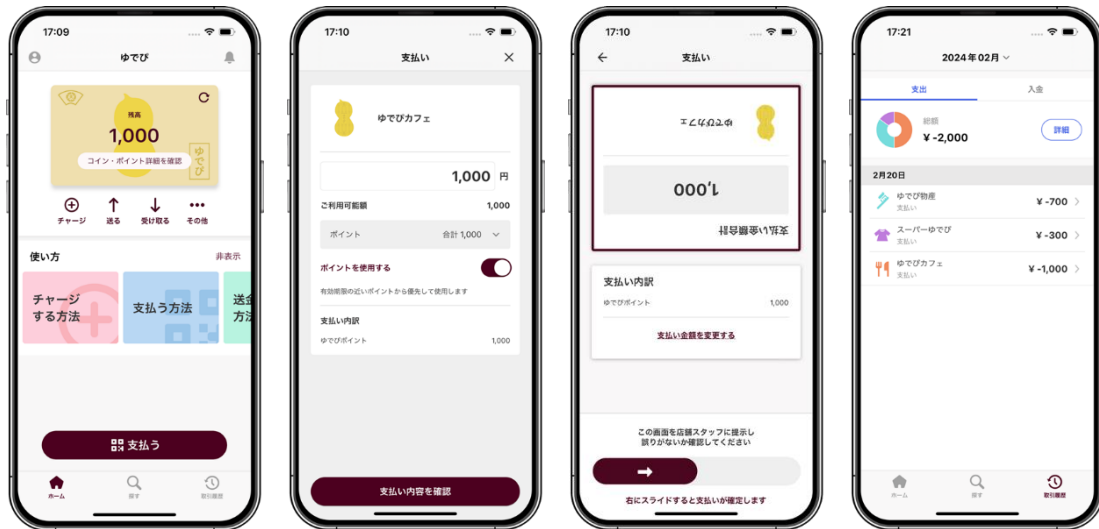 17:09
ゆでび
残高
1,000
コイン・ポイント詳細を確認
ゆでび
チャージ
送る
受け取る
その他
使い方
非表示
チャージ
する方法
支払う方法
送金
方法
支払う
ホーム
探す
取引履歴
17:10
支払い
ゆでびカフェ
1,000 円
ご利用可能額 1,000
ポイント 合計 1,000
ポイントを使用する
有効期限の近いポイントから優先して使用します
支払い内訳
ゆでびポイント 1,000
支払い内容を確認
17:10
支払い
ゆでびカフェ
1,000
支払い金額合計
支払い内訳
ゆでびポイント 1,000
支払い金額を変更する
この画面を店舗スタッフに提示し
誤りがないか確認してください
右にスライドすると支払いが確定します
17:21
2024年02月
支出 入金
総額
¥ -2,000
詳細
2月20日
ゆでび物産
支払い
¥ -700
スーパーゆでび
支払い
¥ -300
ゆでびカフェ
支払い
¥ -1,000
ホーム
探す
取引履歴